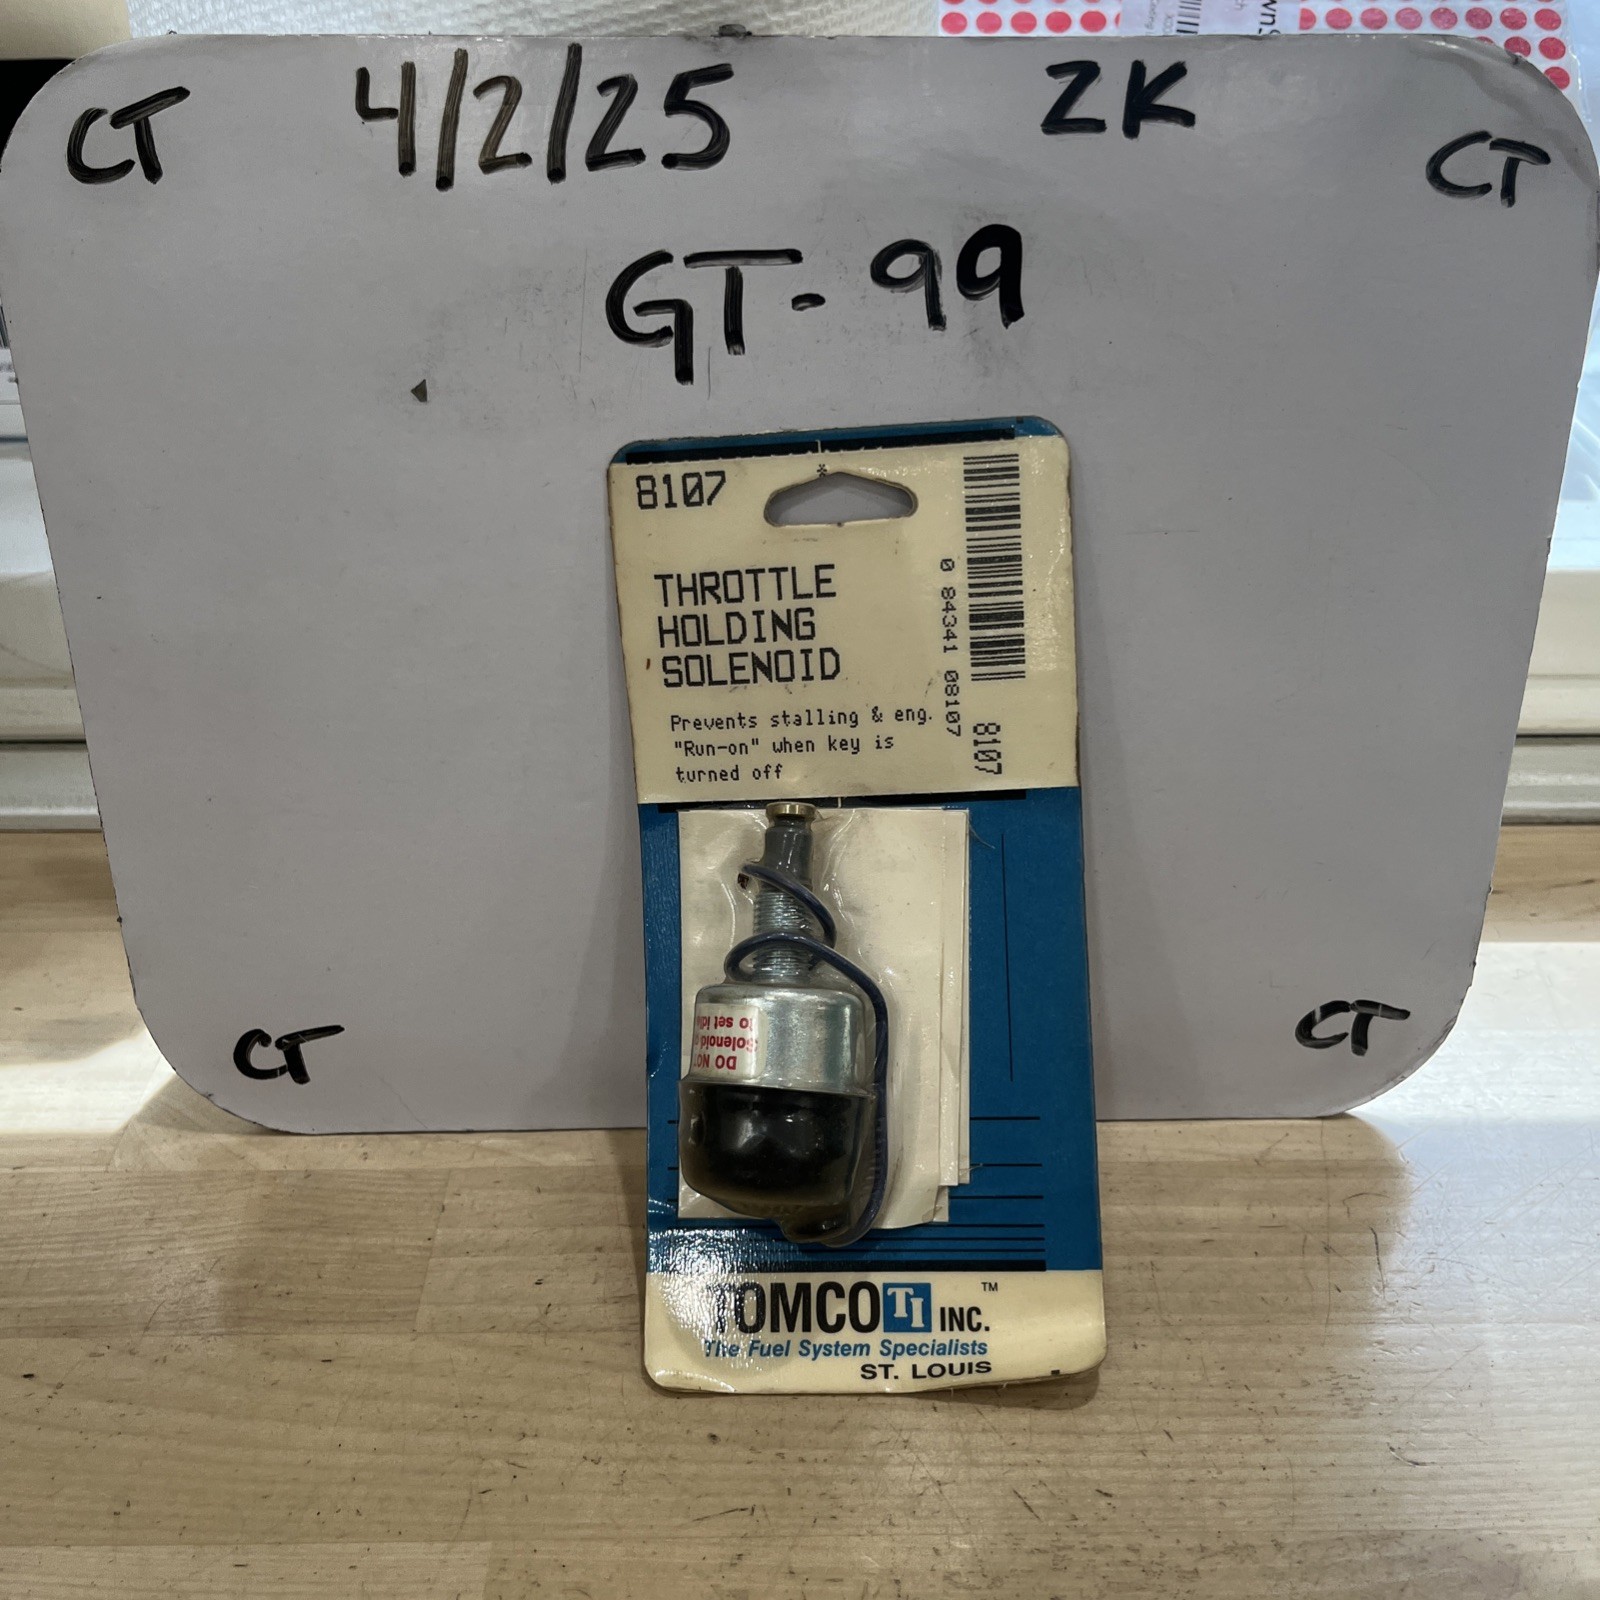 CT 4/2/25 ZK CT
GT-99
8107
THROTTLE
HOLDING
SOLENOID
Prevents stalling & eng.
"Run-on" when key is
turned off
0 84341 08107
8107
DO NO
Solenoid
to set idl
TOMCO TI INC.™
The Fuel System Specialists
ST. LOUIS
CT CT